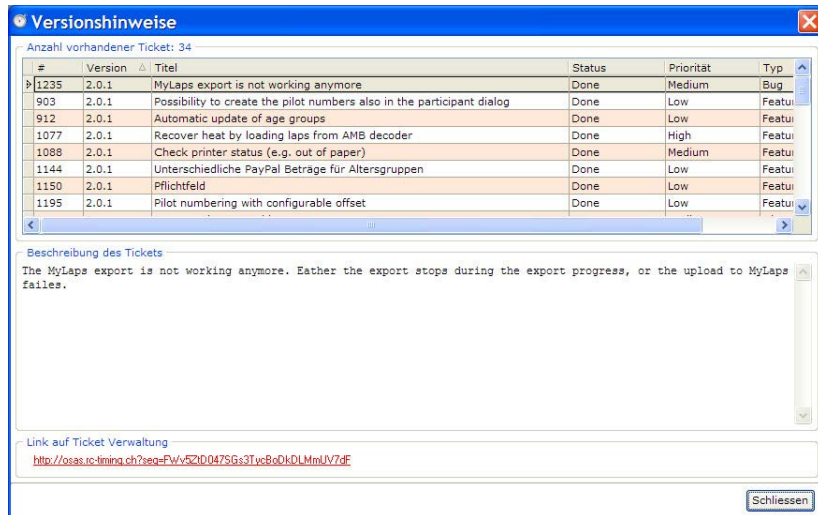 Versionshinweise
Anzahl vorhandener Ticket: 34
# Version Titel Status Priorität Typ
1235 2.0.1 MyLaps export is not working anymore Done Medium Bug
903 2.0.1 Possibility to create the pilot numbers also in the participant dialog Done Low Featu
912 2.0.1 Automatic update of age groups Done Low Featu
1077 2.0.1 Recover heat by loading laps from AMB decoder Done High Featu
1088 2.0.1 Check printer status (e.g. out of paper) Done Medium Featu
1144 2.0.1 Unterschiedliche PayPal Beträge für Altersgruppen Done Low Featu
1150 2.0.1 Pflichtfeld Done Low Featu
1195 2.0.1 Pilot numbering with configurable offset Done Low Featu
Beschreibung des Tickets
The MyLaps export is not working anymore. Eather the export stops during the export progress, or the upload to MyLaps
failes.
Link auf Ticket Verwaltung
http://osas.rc-timing.ch?seq=FWv5ZtD047SGs3TycBoDkDLMmUV7dF
Schliessen